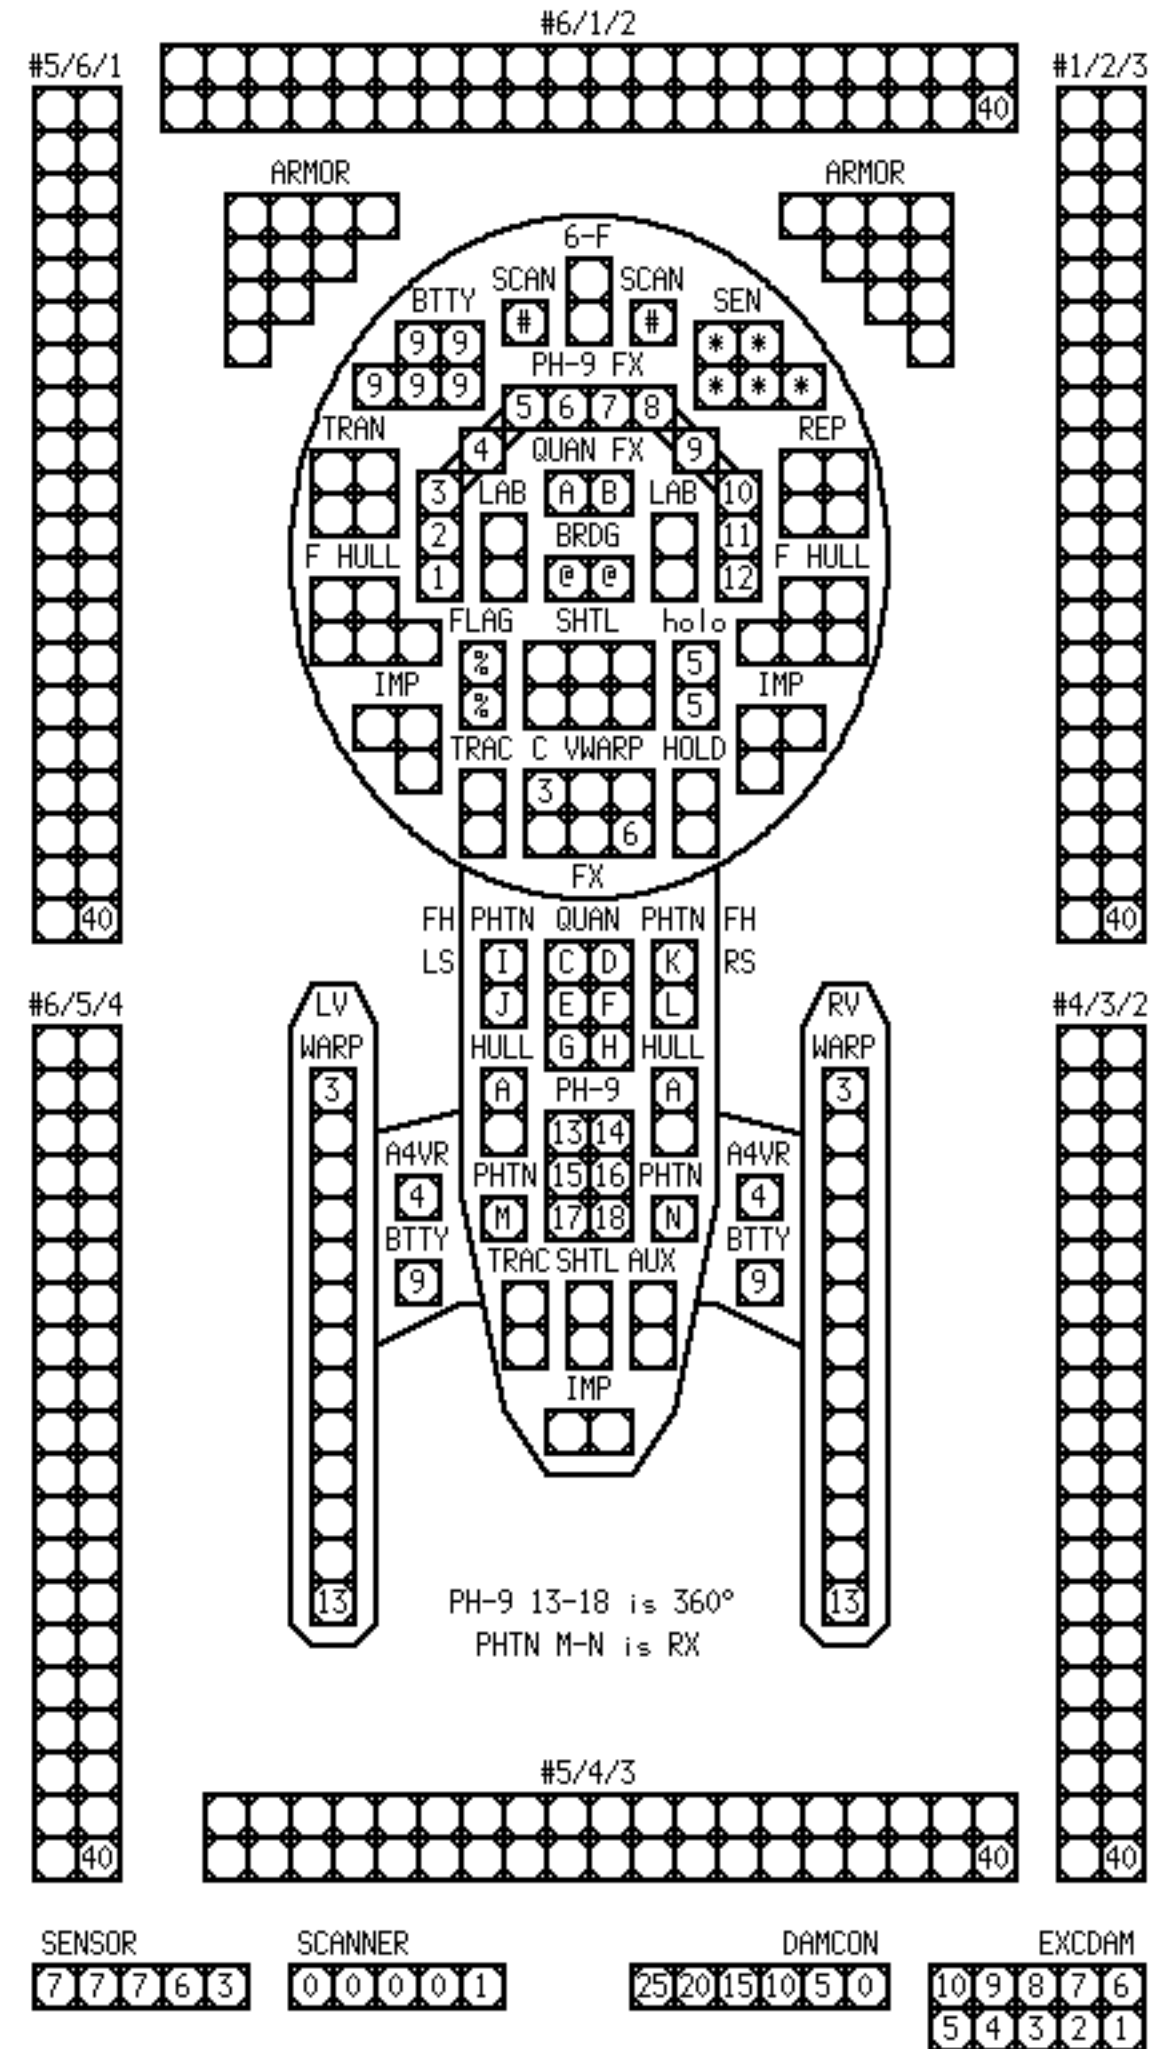 #6/1/2
#5/6/1 #1/2/3
40
ARMOR ARMOR
6-F
SCAN SCAN
BTTY SEN
# #
9 9 * *
PH-9 FX
9 9 9 * * *
5 6 7 8
TRAN REP
4 QUAN FX 9
3 LAB A B LAB 10
2 BRDG 11
F HULL F HULL
1 @ @ 12
FLAG SHTL holo
% 5
IMP IMP
% 5
TRAC C VWARP HOLD
3
6
FX
40 FH PHTN QUAN PHTN FH 40
LS I C D K RS
#6/5/4 LV J E F L RV #4/3/2
WARP HULL G H HULL WARP
3 A PH-9 A 3
13 14
A4VR A4VR
PHTN 15 16 PHTN
4 4
M 17 18 N
BTTY BTTY
TRAC SHTL AUX
9 9
IMP
13 PH-9 13-18 is 360° 13
PHTN M-N is RX
#5/4/3
40 40 40
SENSOR SCANNER DAMCON EXCDAM
7 7 7 6 3 0 0 0 0 1 25 20 15 10 5 0 10 9 8 7 6
5 4 3 2 1